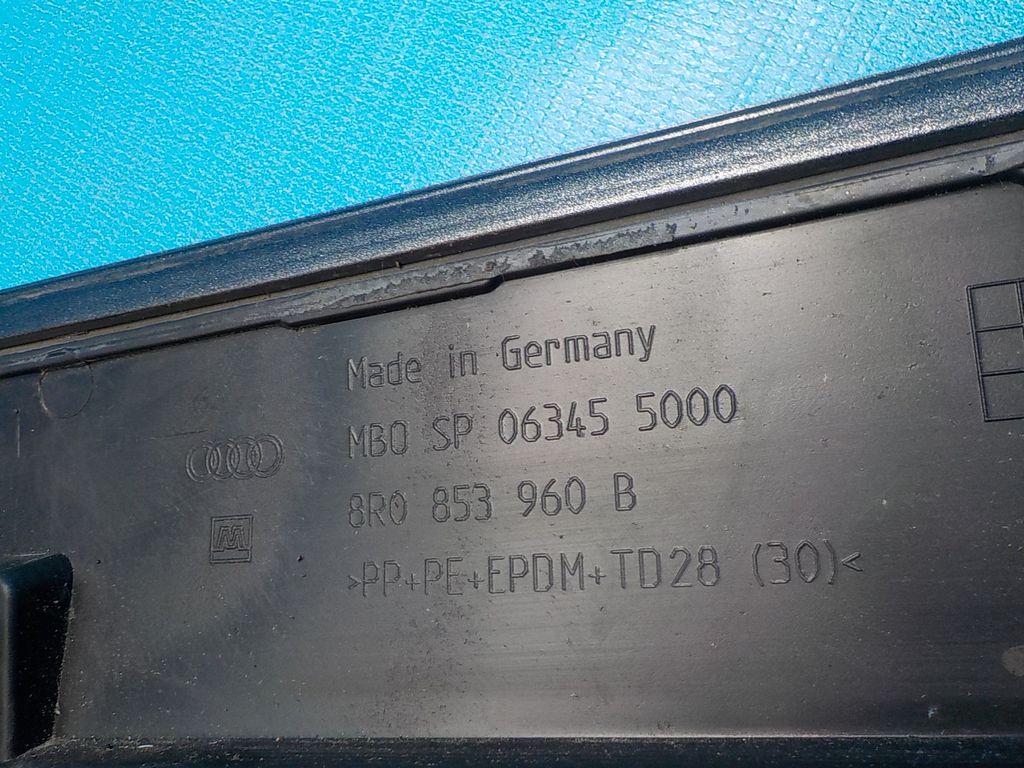 Made in Germany
MBO SP 06345 5000
8R0 853 960 B
>PP+PE+EPDM+TD28 (30)<